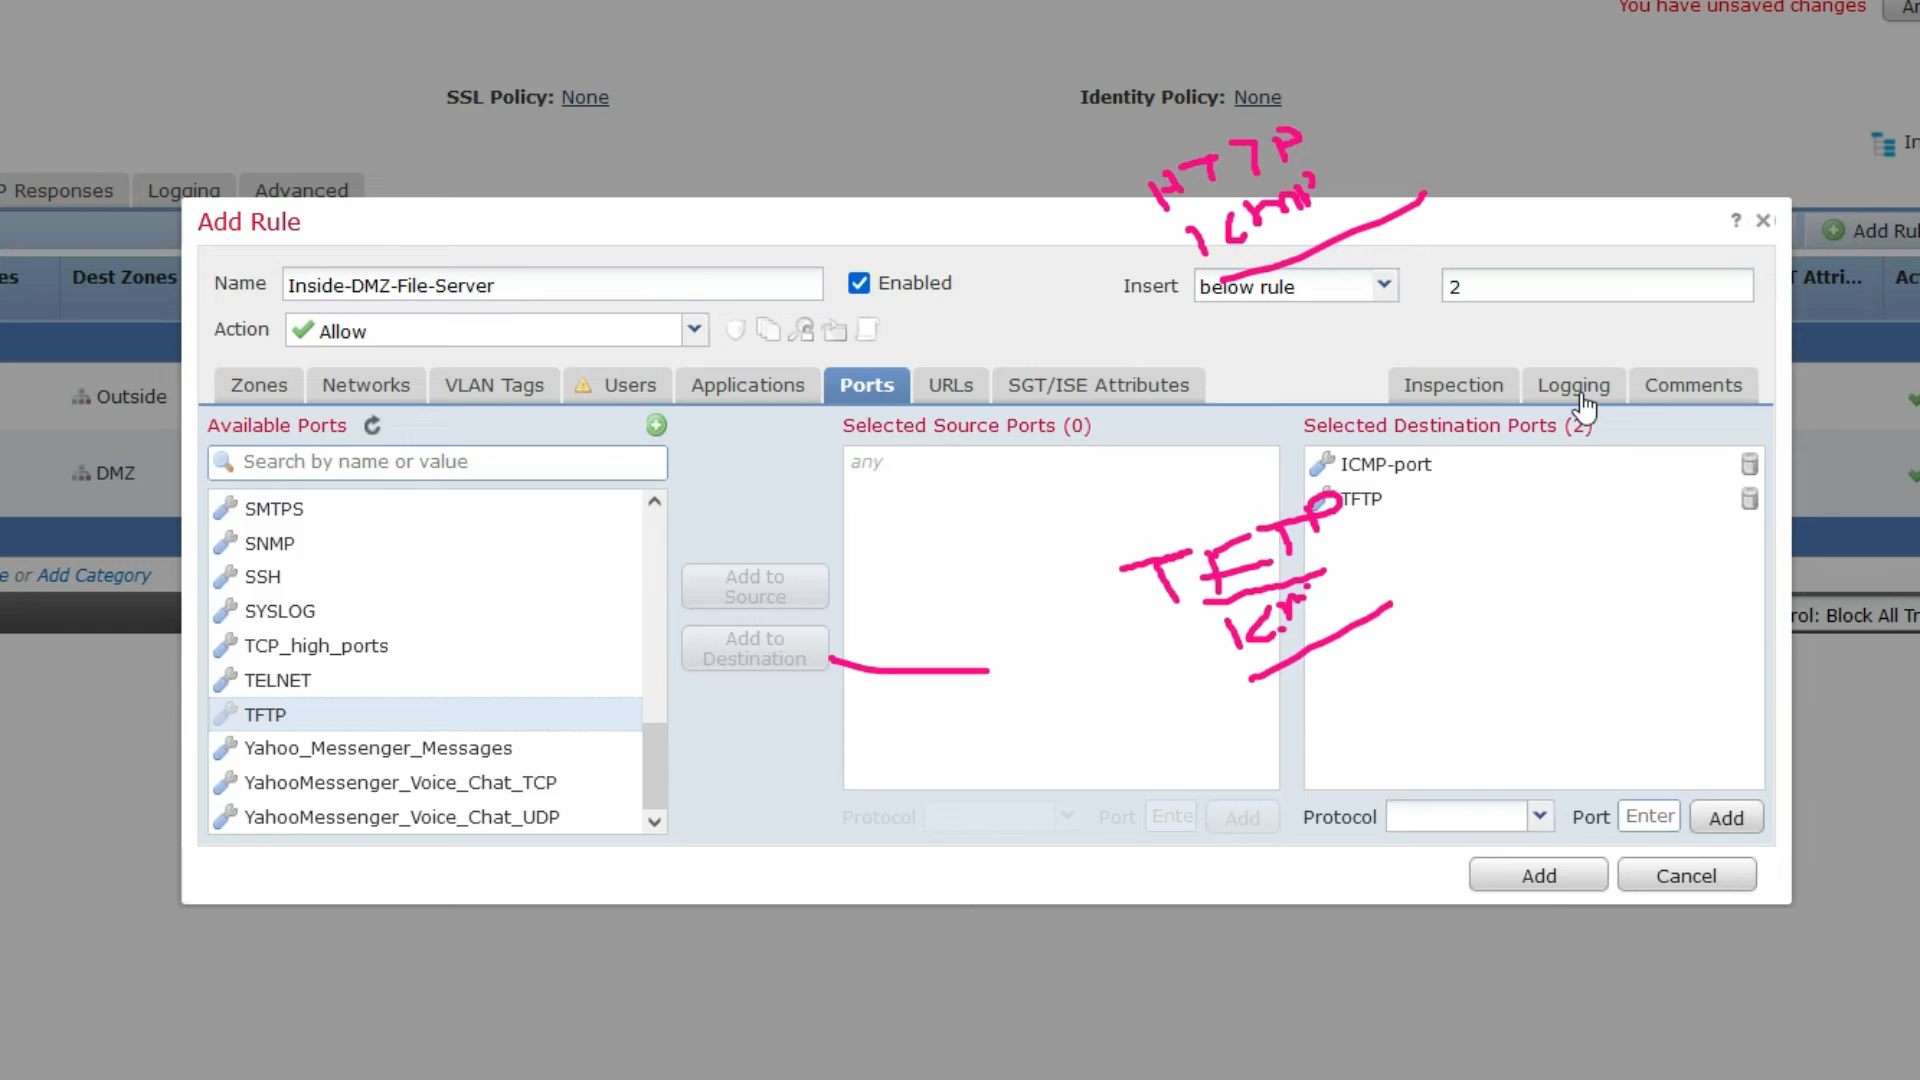 You have unsaved changes
SSL Policy: None
Identity Policy: None
HTTP
Icmp
P Responses
Logging
Advanced
Add Rule
?
Add Rul
es
Dest Zones
T Attri...
Ac
Name
Inside-DMZ-File-Server
Enabled
Insert
below rule
2
Action
Allow
Zones
Networks
VLAN Tags
Users
Applications
Ports
URLs
SGT/ISE Attributes
Inspection
Logging
Comments
Outside
DMZ
e or Add Category
Available Ports
Search by name or value
SMTPS
SNMP
SSH
SYSLOG
TCP_high_ports
TELNET
TFTP
Yahoo_Messenger_Messages
YahooMessenger_Voice_Chat_TCP
YahooMessenger_Voice_Chat_UDP
Add to
Source
Add to
Destination
Selected Source Ports (0)
any
Protocol
Port
Ente
Add
Selected Destination Ports (2)
ICMP-port
TFTP
TFTP
Protocol
Port
Enter
Add
Add
Cancel
rol: Block All Tr